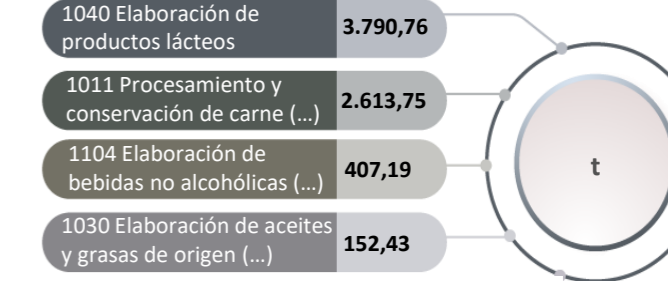 1040 Elaboración de
productos lácteos
3.790,76
1011 Procesamiento y
conservación de carne (...)
2.613,75
1104 Elaboración de
bebidas no alcohólicas (...)
407,19
1030 Elaboración de aceites
y grasas de origen (...)
152,43
t